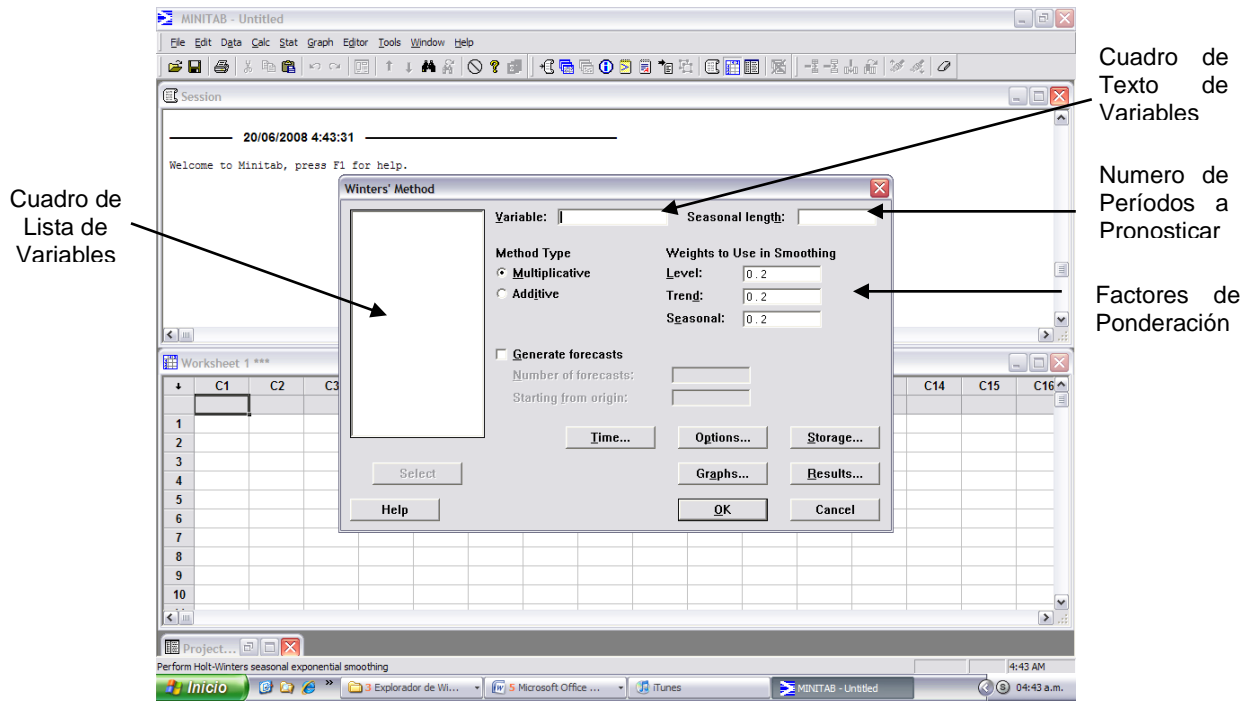 MINITAB - Untitled
File Edit Data Calc Stat Graph Editor Tools Window Help
Session
20/06/2008 4:43:31
Welcome to Minitab, press F1 for help.
Cuadro de
Lista de
Variables
Winters' Method
Variable:
Seasonal length:
Method Type
Multiplicative
Additive
Weights to Use in Smoothing
Level: 0.2
Trend: 0.2
Seasonal: 0.2
Generate forecasts
Number of forecasts:
Starting from origin:
Time... Options... Storage...
Select Graphs... Results...
Help OK Cancel
Cuadro de
Texto de
Variables
Numero de
Períodos a
Pronosticar
Factores de
Ponderación
Worksheet 1 ***
C1 C2 C3 C14 C15 C16
1
2
3
4
5
6
7
8
9
10
Project...
Perform Holt-Winters seasonal exponential smoothing 4:43 AM
Inicio » 3 Explorador de Wi... 5 Microsoft Office ... iTunes MINITAB - Untitled 04:43 a.m.